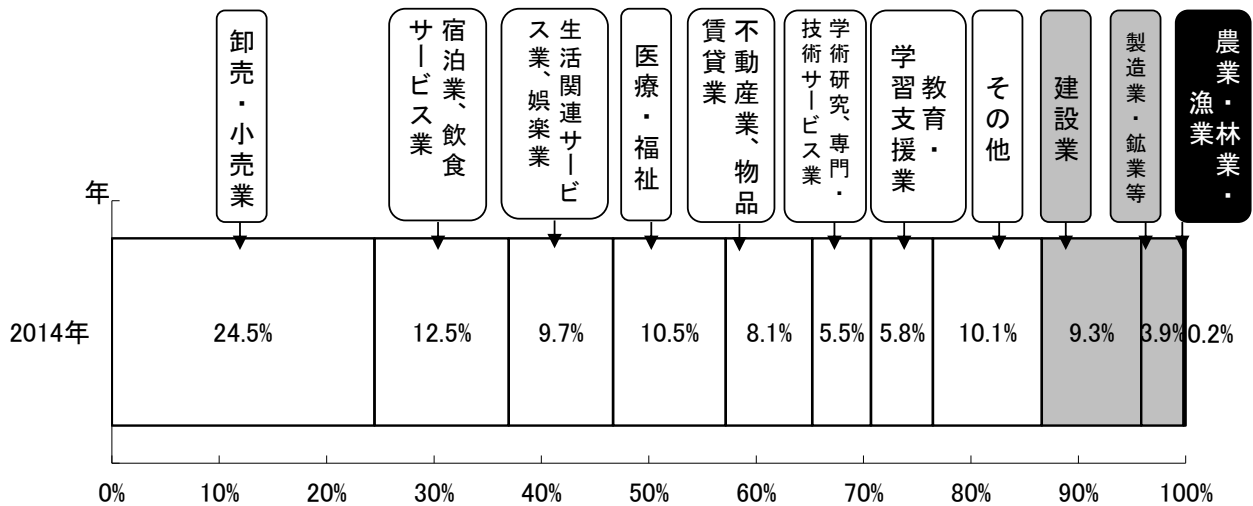 卸売・小売業
宿泊業、飲食
サービス業
生活関連サービ
ス業、娯楽業
医療・福祉
不動産業、物品
賃貸業
学術研究、専門・
技術サービス業
教育・
学習支援業
その他
建設業
製造業・鉱業等
農業・林業・
漁業
年
2014年
24.5%
12.5%
9.7%
10.5%
8.1%
5.5%
5.8%
10.1%
9.3%
3.9%
0.2%
0%
10%
20%
30%
40%
50%
60%
70%
80%
90%
100%